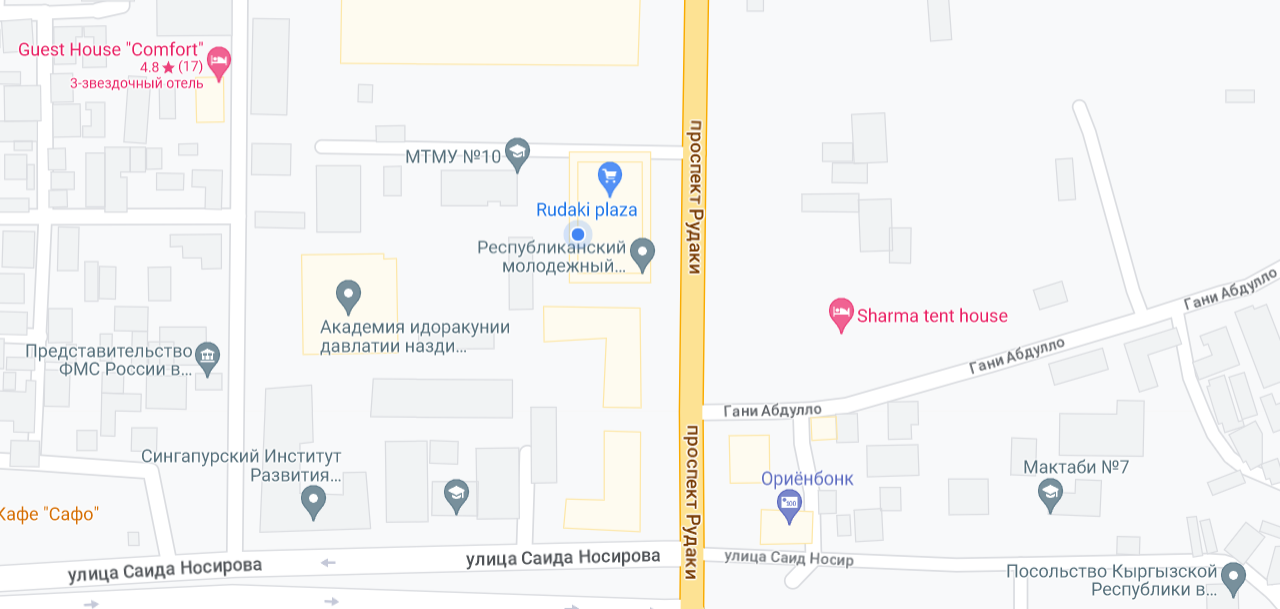 Guest House "Comfort"
4.8 ★ (17)
3-звездочный отель
проспект Рудаки
МТМУ №10
Rudaki plaza
Республиканский
молодежный...
Академия идоракунии
давлатии назди...
Sharma tent house
Гани Абдулло
Гани Абдулло
Гани Абдулло
Представительство
ФМС России в...
проспект Рудаки
Сингапурский Институт
Развития...
Ориёнбонк
Мактаби №7
Кафе "Сафо"
улица Саида Носирова
улица Саида Носирова
улица Саид Носир
Посольство Кыргызской
Республики в...